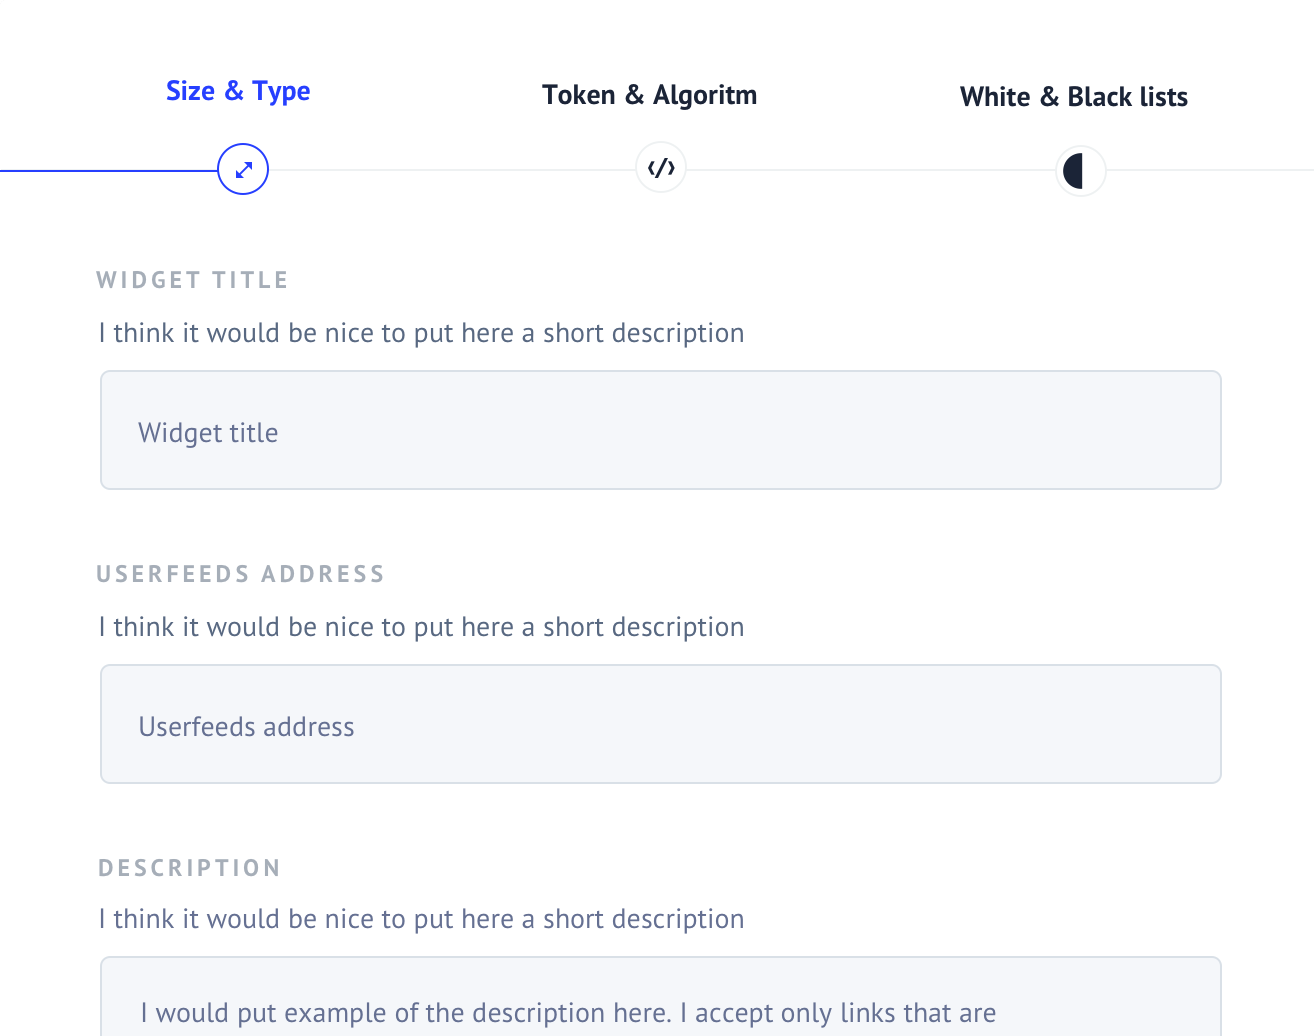 Size & Type
Token & Algoritm
White & Black lists
WIDGET TITLE
I think it would be nice to put here a short description
Widget title
USERFEEDS ADDRESS
I think it would be nice to put here a short description
Userfeeds address
DESCRIPTION
I think it would be nice to put here a short description
I would put example of the description here. I accept only links that are